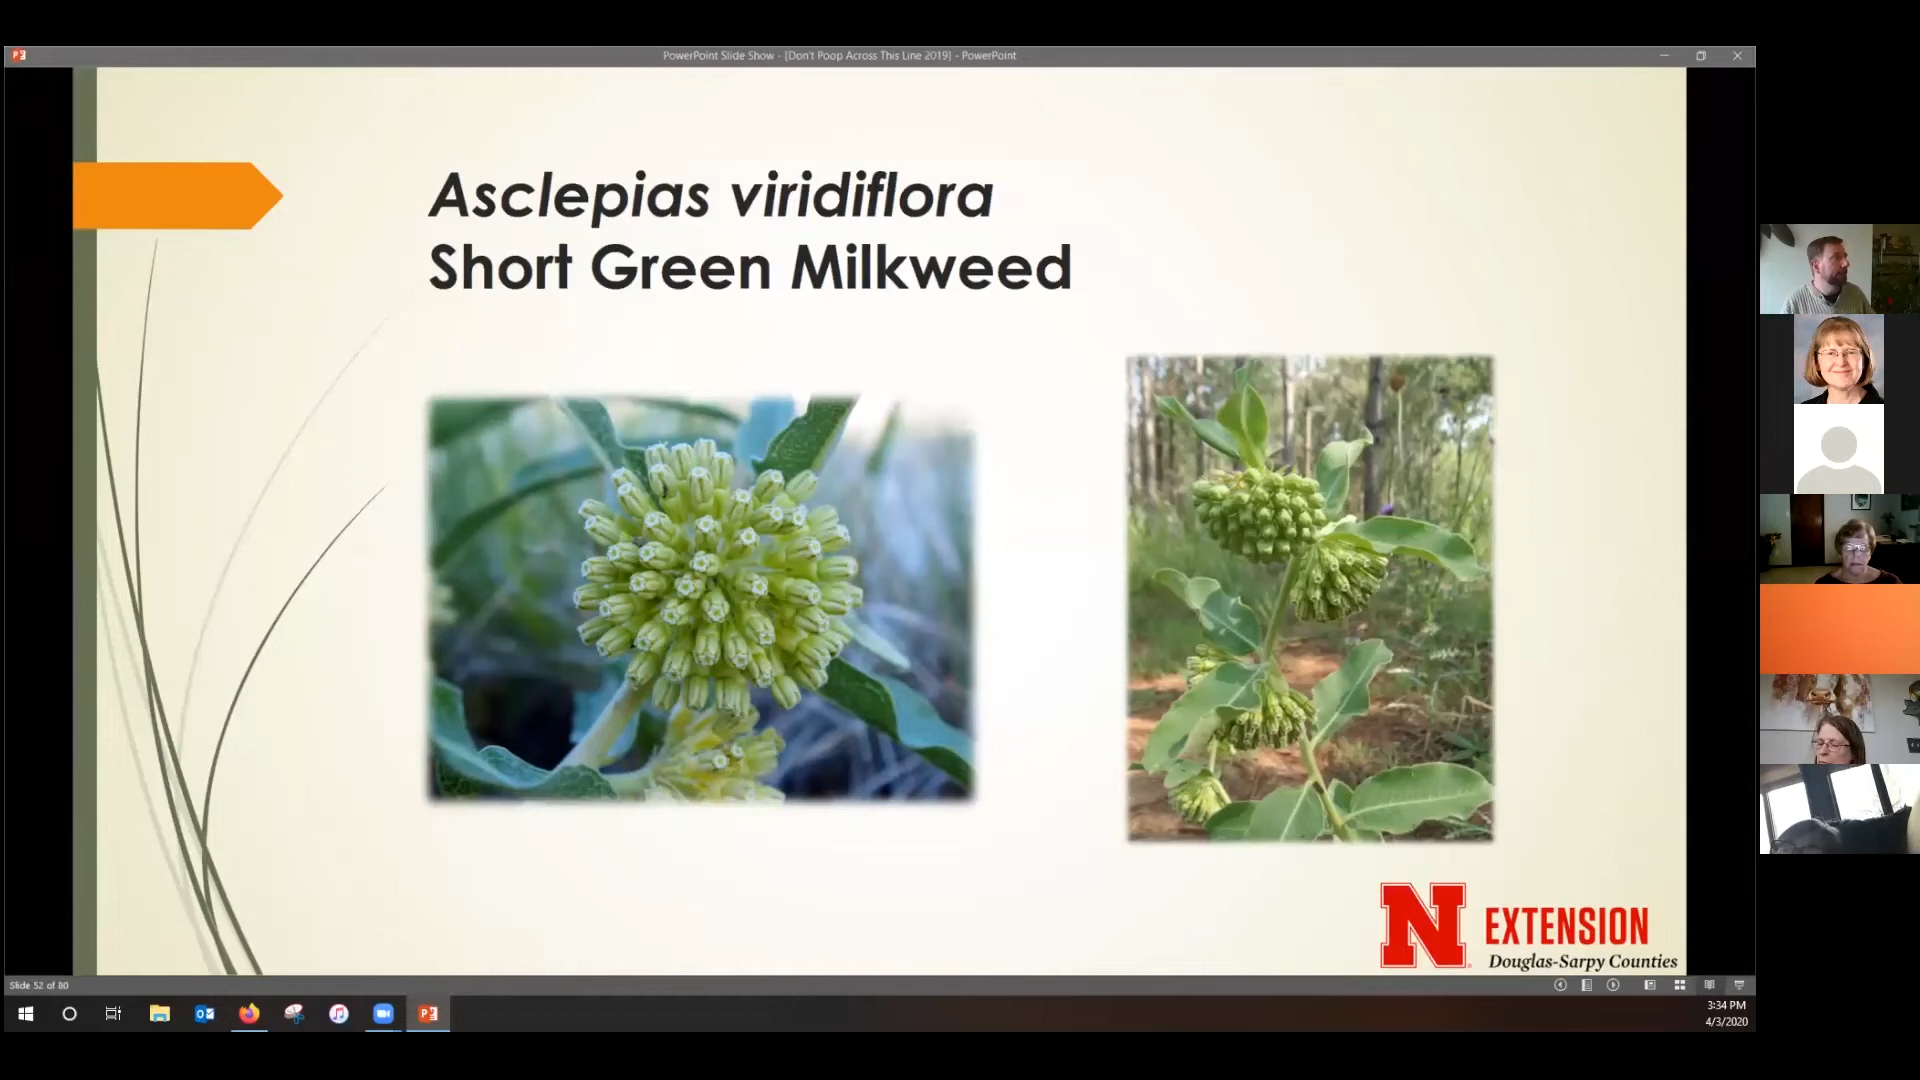 PowerPoint Slide Show - [Don't Poop Across This Line 2019] - PowerPoint
Asclepias viridiflora
Short Green Milkweed
N EXTENSION
Douglas-Sarpy Counties
Slide 52 of 80
3:34 PM
4/3/2020